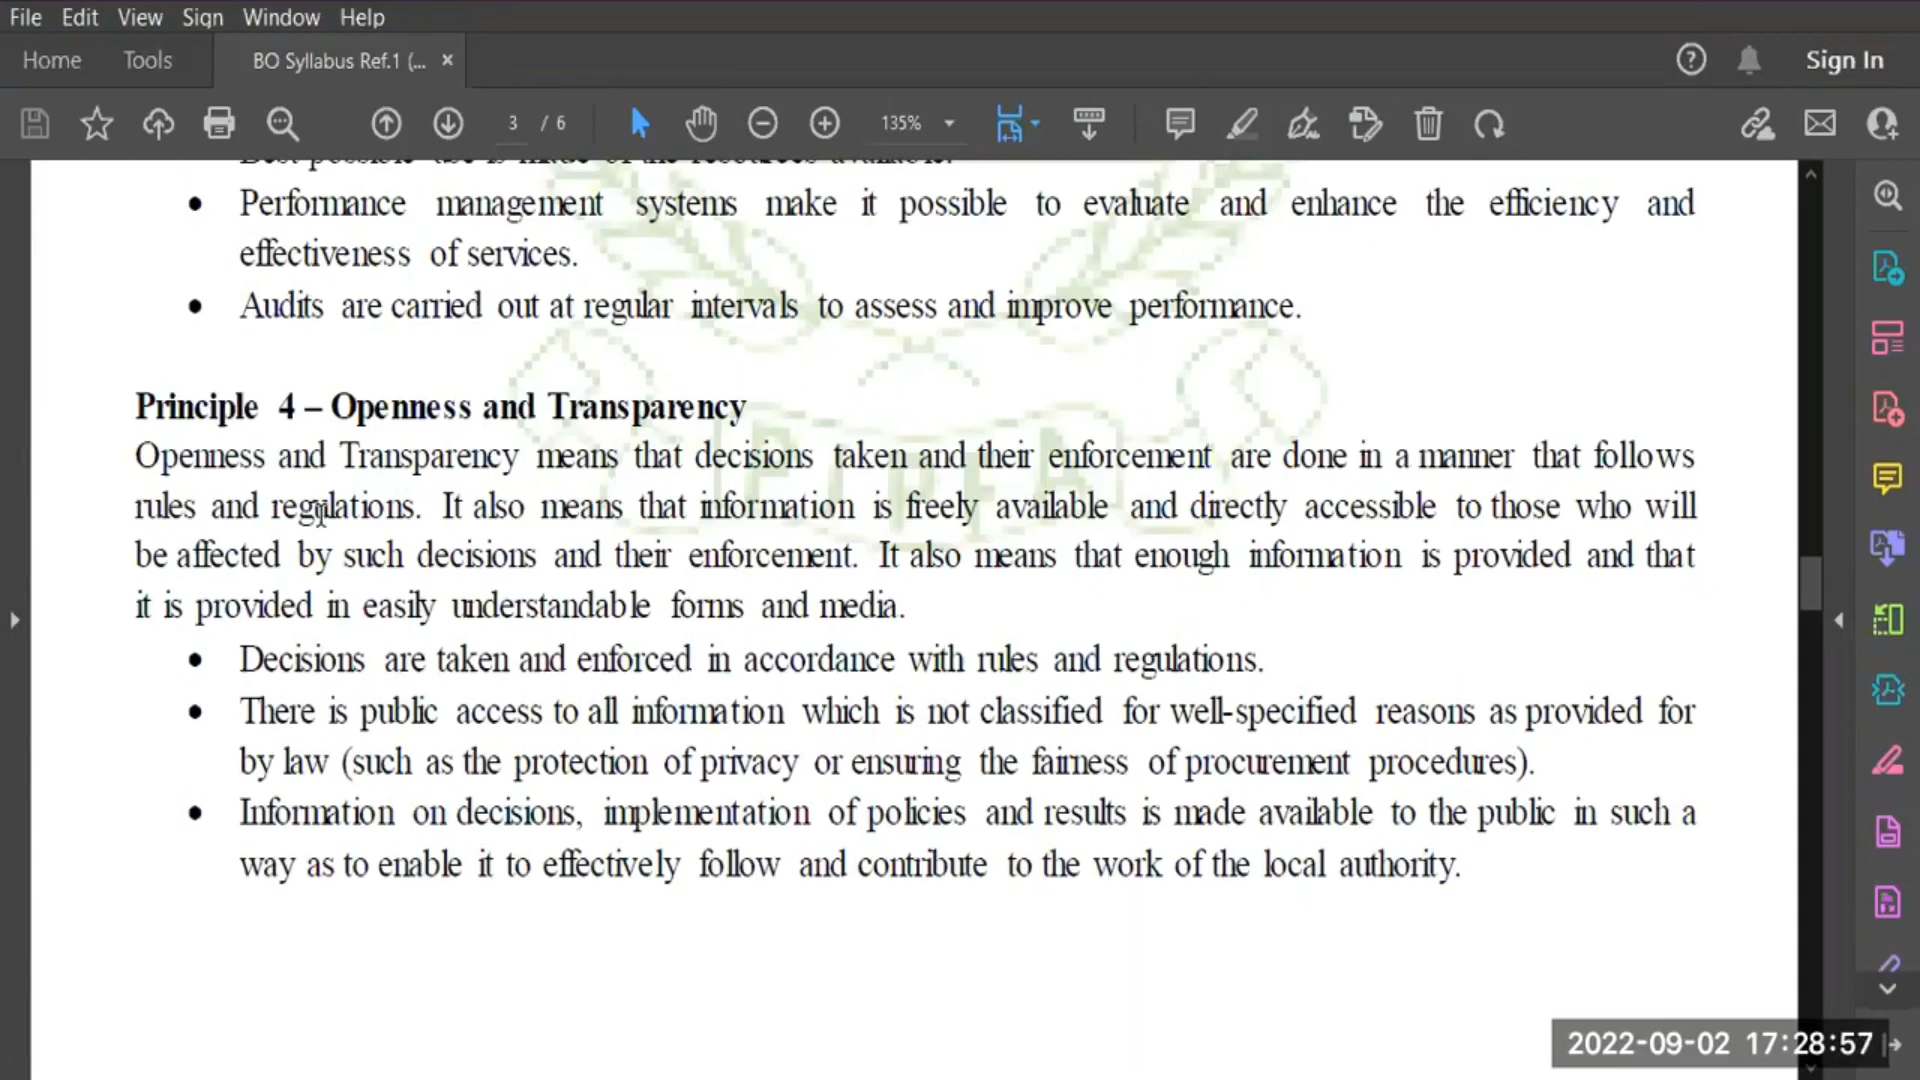 File Edit View Sign Window Help
Home Tools BO Syllabus Ref.1 (... × Sign In
3 / 6 135%
Best possible use is made of the resources available.
• Performance management systems make it possible to evaluate and enhance the efficiency and
effectiveness of services.
• Audits are carried out at regular intervals to assess and improve performance.
Principle 4 – Openness and Transparency
Openness and Transparency means that decisions taken and their enforcement are done in a manner that follows
rules and regulations. It also means that information is freely available and directly accessible to those who will
be affected by such decisions and their enforcement. It also means that enough information is provided and that
it is provided in easily understandable forms and media.
• Decisions are taken and enforced in accordance with rules and regulations.
• There is public access to all information which is not classified for well-specified reasons as provided for
by law (such as the protection of privacy or ensuring the fairness of procurement procedures).
• Information on decisions, implementation of policies and results is made available to the public in such a
way as to enable it to effectively follow and contribute to the work of the local authority.
PIPFA
2022-09-02 17:28:57